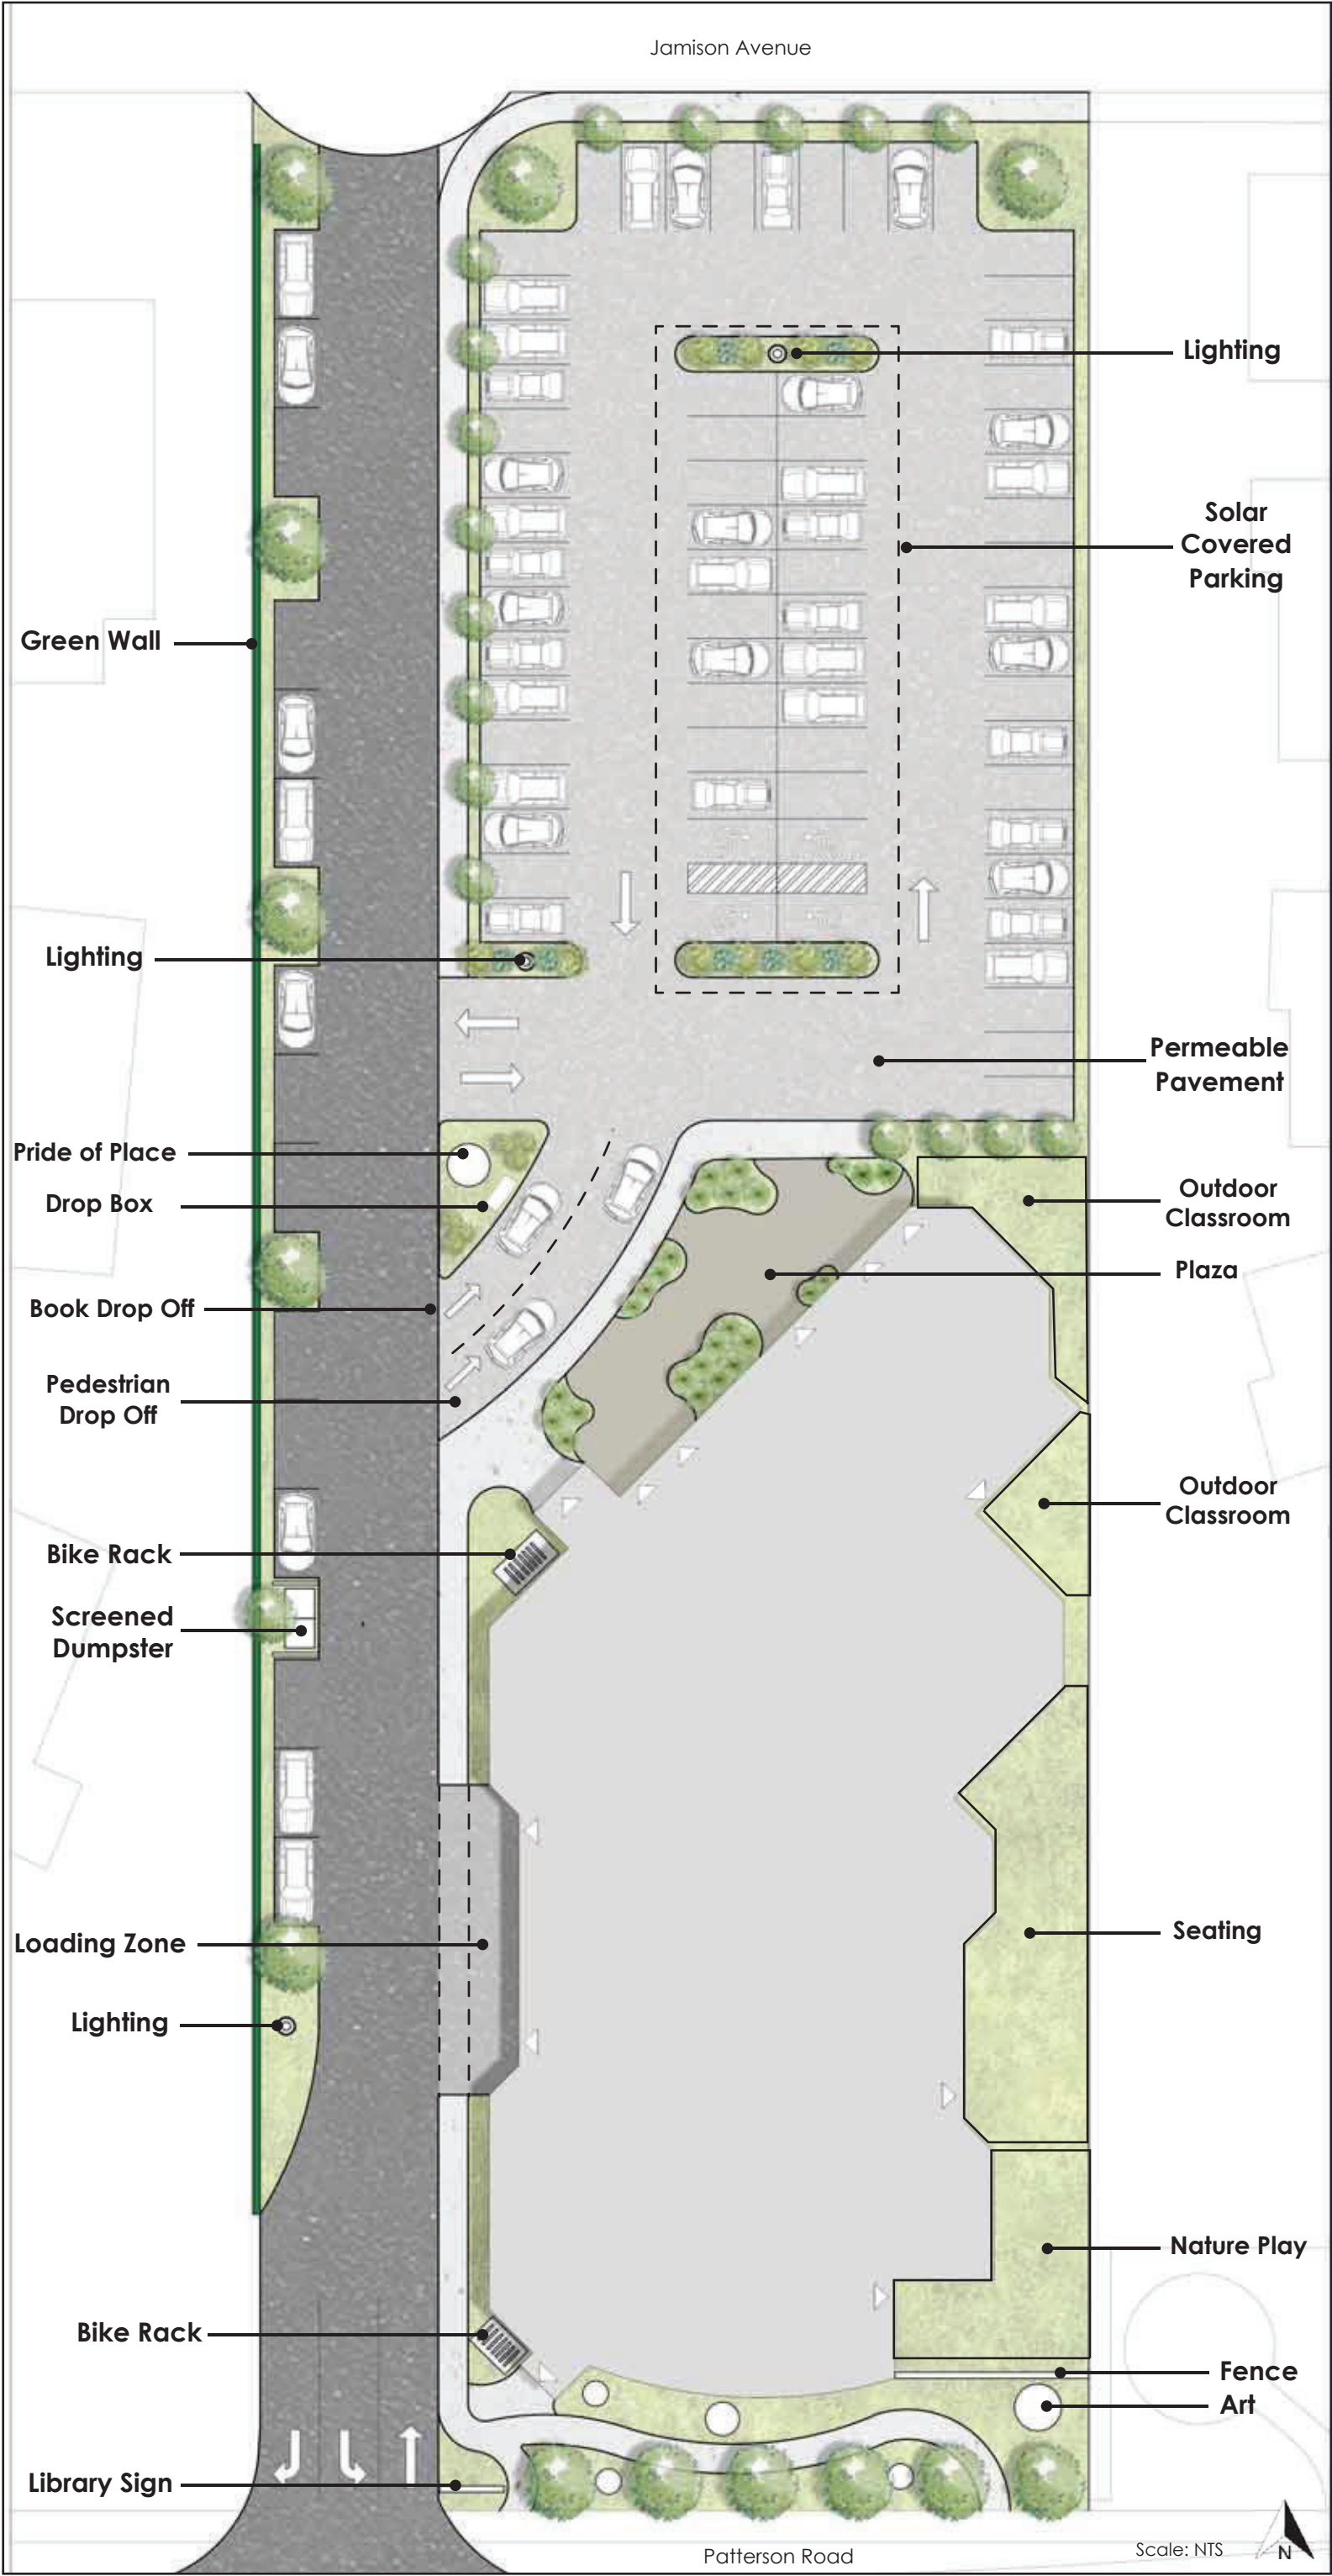 Jamison Avenue
Lighting
Solar
Covered
Parking
Green Wall
Lighting
Permeable
Pavement
Pride of Place
Drop Box
Outdoor
Classroom
Plaza
Book Drop Off
Pedestrian
Drop Off
Outdoor
Classroom
Bike Rack
Screened
Dumpster
Seating
Loading Zone
Lighting
Nature Play
Bike Rack
Fence
Art
Library Sign
Patterson Road
Scale: NTS
N